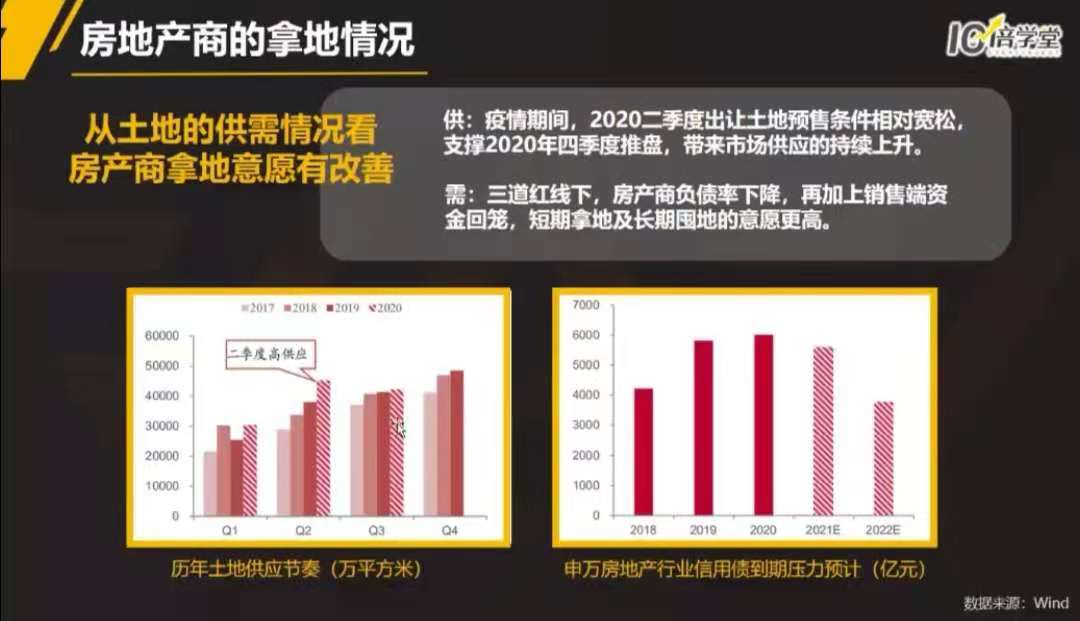 房地产商的拿地情况
10倍学堂
从土地的供需情况看
房产商拿地意愿有改善
供：疫情期间，2020二季度出让土地预售条件相对宽松，
支撑2020年四季度推盘，带来市场供应的持续上升。
需：三道红线下，房产商负债率下降，再加上销售端资
金回笼，短期拿地及长期囤地的意愿更高。
2017 2018 2019 2020
二季度高供应
60000
50000
40000
30000
20000
10000
0
Q1 Q2 Q3 Q4
历年土地供应节奏（万平方米）
7000
6000
5000
4000
3000
2000
1000
0
2018 2019 2020 2021E 2022E
申万房地产行业信用债到期压力预计（亿元）
数据来源：Wind